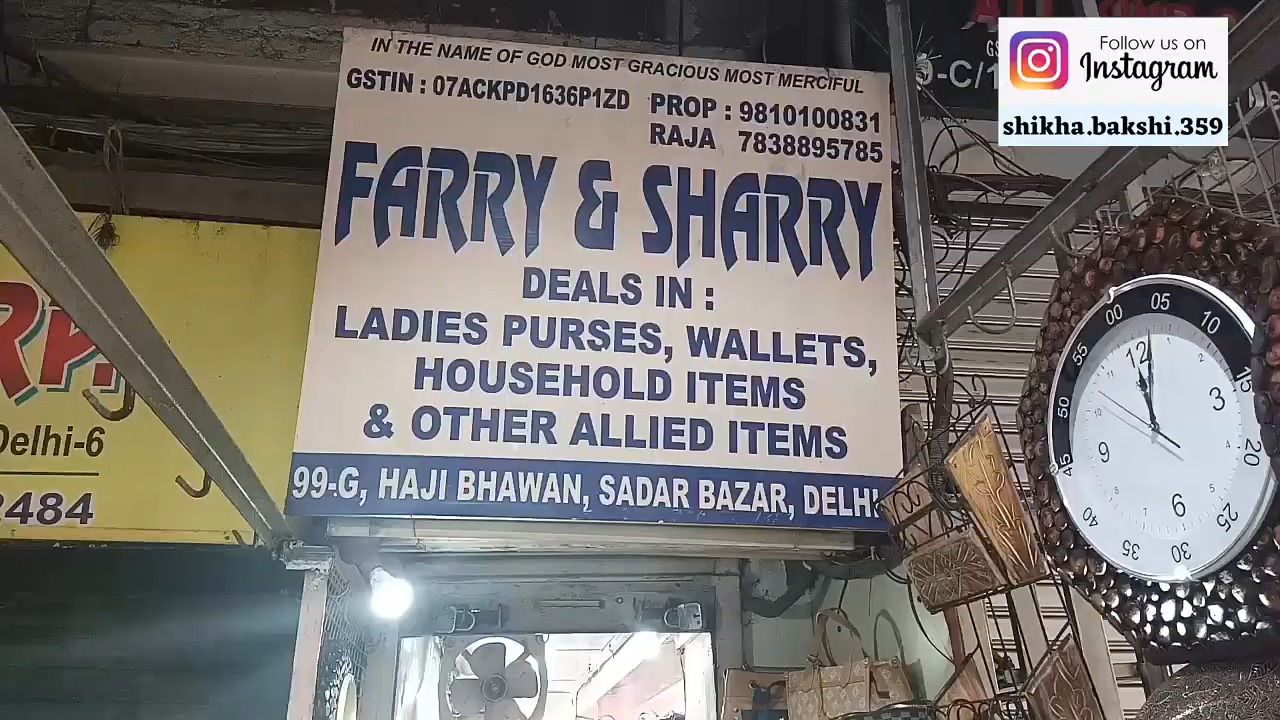 IN THE NAME OF GOD MOST GRACIOUS MOST MERCIFUL
GSTIN : 07ACKPD1636P1ZD PROP : 9810100831
RAJA 7838895785
FARRY & SHARRY
DEALS IN :
LADIES PURSES, WALLETS,
HOUSEHOLD ITEMS
& OTHER ALLIED ITEMS
99-G, HAJI BHAWAN, SADAR BAZAR, DELHI
Delhi-6
3484
Follow us on
Instagram
shikha.bakshi.359
00 05 10 15 20 25 30 35 40 45 50 55
12 3 6 9